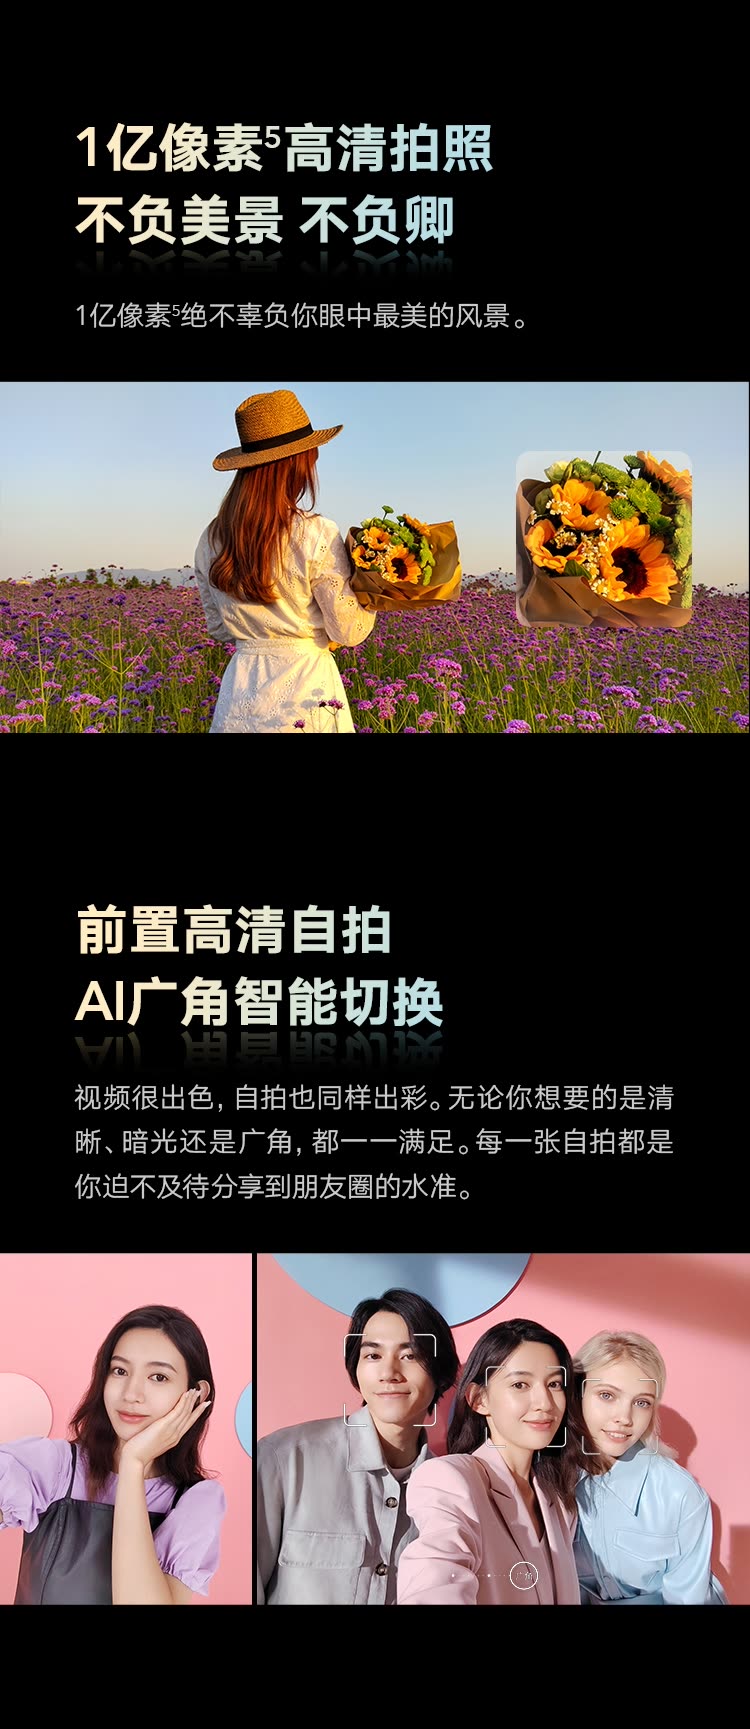 1亿像素5高清拍照
不负美景 不负卿
1亿像素5绝不辜负你眼中最美的风景。
前置高清自拍
AI广角智能切换
视频很出色，自拍也同样出彩。无论你想要的是清
晰、暗光还是广角，都一一满足。每一张自拍都是
你迫不及待分享到朋友圈的水准。
广角